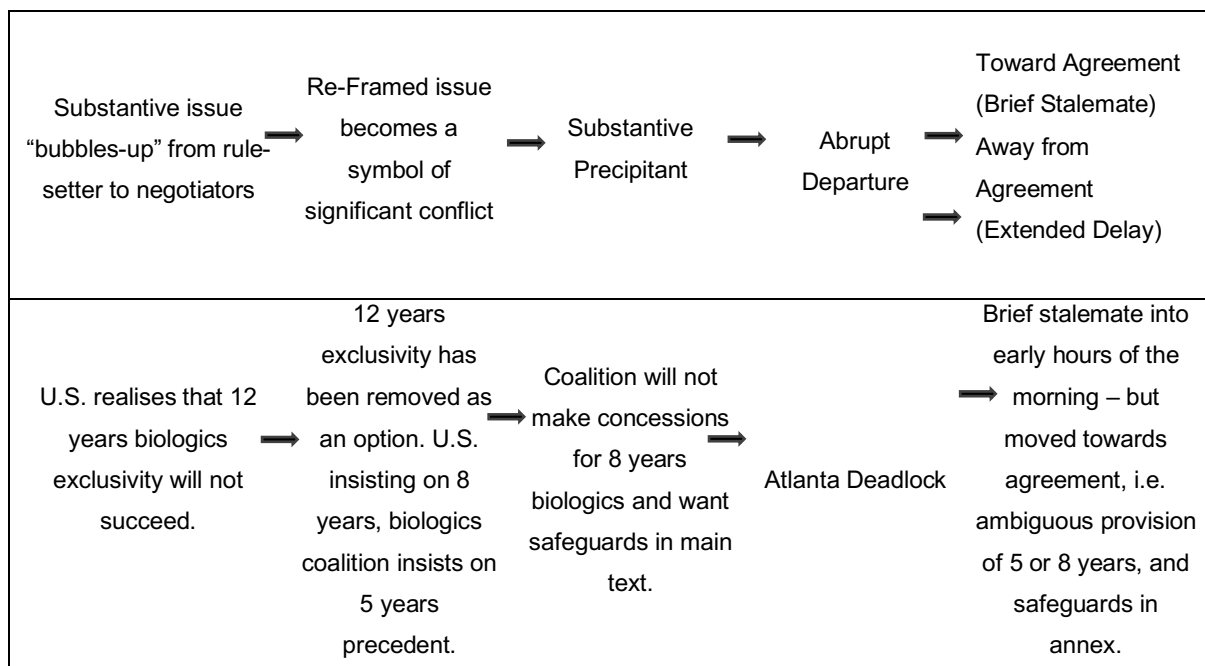 Substantive issue
“bubbles-up” from rule-
setter to negotiators
Re-Framed issue
becomes a
symbol of
significant conflict
Substantive
Precipitant
Abrupt
Departure
Toward Agreement
(Brief Stalemate)
Away from
Agreement
(Extended Delay)
U.S. realises that 12
years biologics
exclusivity will not
succeed.
12 years
exclusivity has
been removed as
an option. U.S.
insisting on 8
years, biologics
coalition insists on
5 years
precedent.
Coalition will not
make concessions
for 8 years
biologics and want
safeguards in main
text.
Atlanta Deadlock
Brief stalemate into
early hours of the
morning – but
moved towards
agreement, i.e.
ambiguous provision
of 5 or 8 years, and
safeguards in
annex.